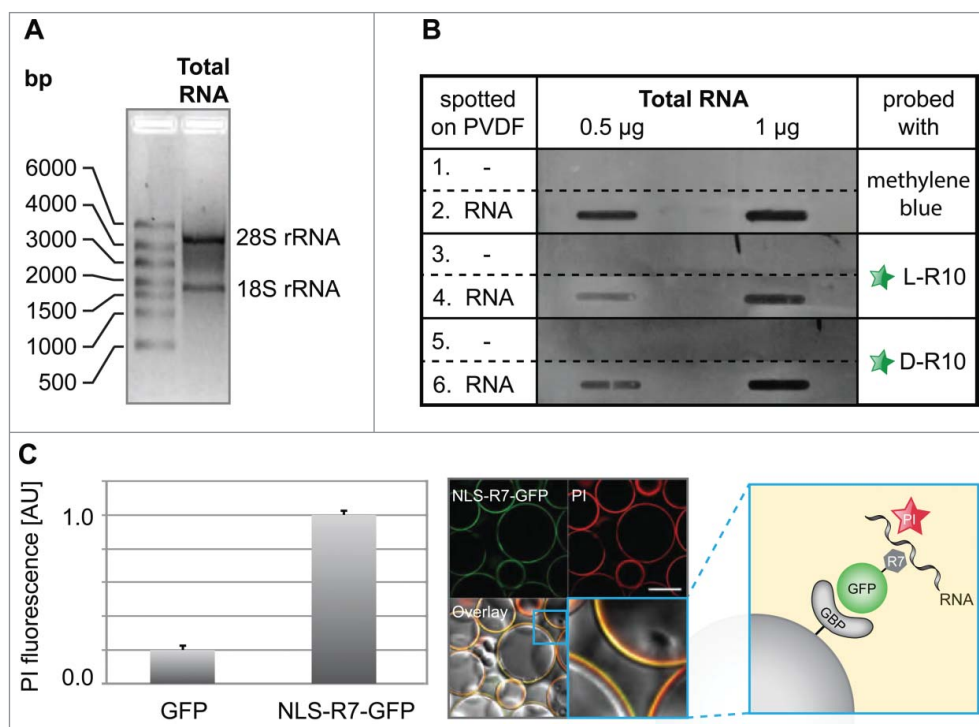 A
bp
Total
RNA
6000
4000
3000
2000
1500
1000
500
28S rRNA
18S rRNA
B
spotted
on PVDF
Total RNA
0.5 µg 1 µg
probed
with
1. -
2. RNA
methylene
blue
3. -
4. RNA
L-R10
5. -
6. RNA
D-R10
C
PI fluorescence [AU]
1.0
0.0
GFP NLS-R7-GFP
NLS-R7-GFP PI
Overlay
PI
R7
GFP
GBP
RNA